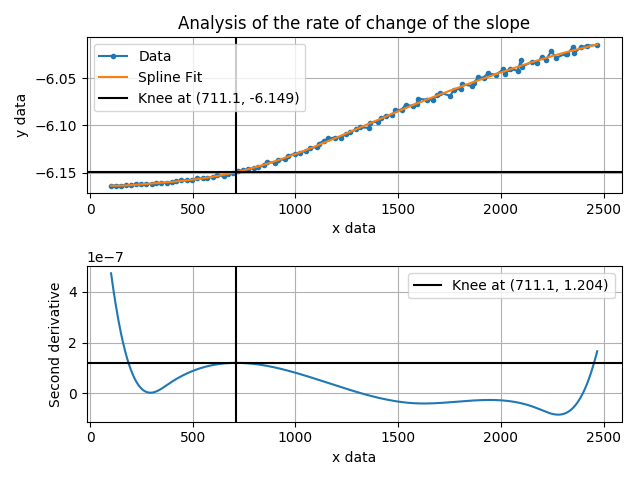 Analysis of the rate of change of the slope
Data
Spline Fit
Knee at (711.1, -6.149)
y data
−6.05
−6.10
−6.15
0 500 1000 1500 2000 2500
x data
1e−7
Knee at (711.1, 1.204)
Second derivative
4
2
0
0 500 1000 1500 2000 2500
x data